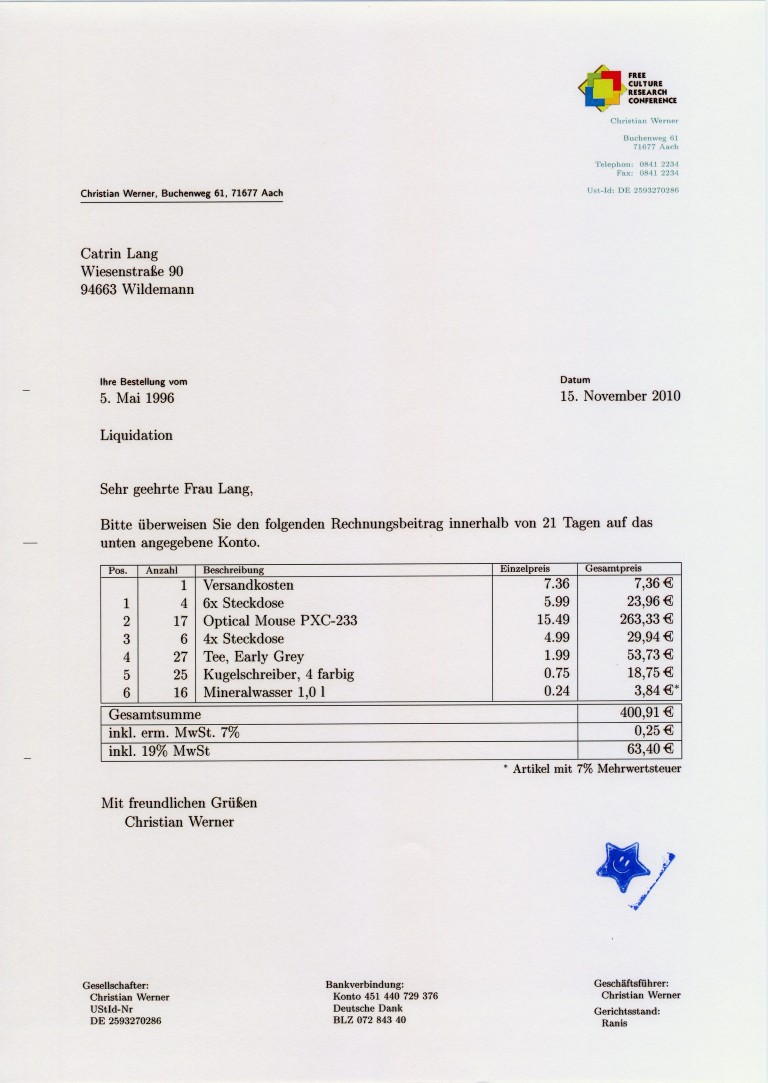 FREE
CULTURE
RESEARCH
CONFERENCE
Christian Werner
Buchenweg 61
71677 Aach
Telephon: 0841 2234
Fax: 0841 2234
Ust-Id: DE 2593270286
Christian Werner, Buchenweg 61, 71677 Aach
Catrin Lang
Wiesenstraße 90
94663 Wildemann
Ihre Bestellung vom
5. Mai 1996
Datum
15. November 2010
Liquidation
Sehr geehrte Frau Lang,
Bitte überweisen Sie den folgenden Rechnungsbeitrag innerhalb von 21 Tagen auf das
unten angegebene Konto.
Pos. Anzahl Beschreibung Einzelpreis Gesamtpreis
1 Versandkosten 7.36 7,36 €
1 4 6x Steckdose 5.99 23,96 €
2 17 Optical Mouse PXC-233 15.49 263,33 €
3 6 4x Steckdose 4.99 29,94 €
4 27 Tee, Early Grey 1.99 53,73 €
5 25 Kugelschreiber, 4 farbig 0.75 18,75 €
6 16 Mineralwasser 1,0 l 0.24 3,84 €*
Gesamtsumme 400,91 €
inkl. erm. MwSt. 7% 0,25 €
inkl. 19% MwSt 63,40 €
* Artikel mit 7% Mehrwertsteuer
Mit freundlichen Grüßen
Christian Werner
Gesellschafter:
Christian Werner
UStId-Nr
DE 2593270286
Bankverbindung:
Konto 451 440 729 376
Deutsche Dank
BLZ 072 843 40
Geschäftsführer:
Christian Werner
Gerichtsstand:
Ranis